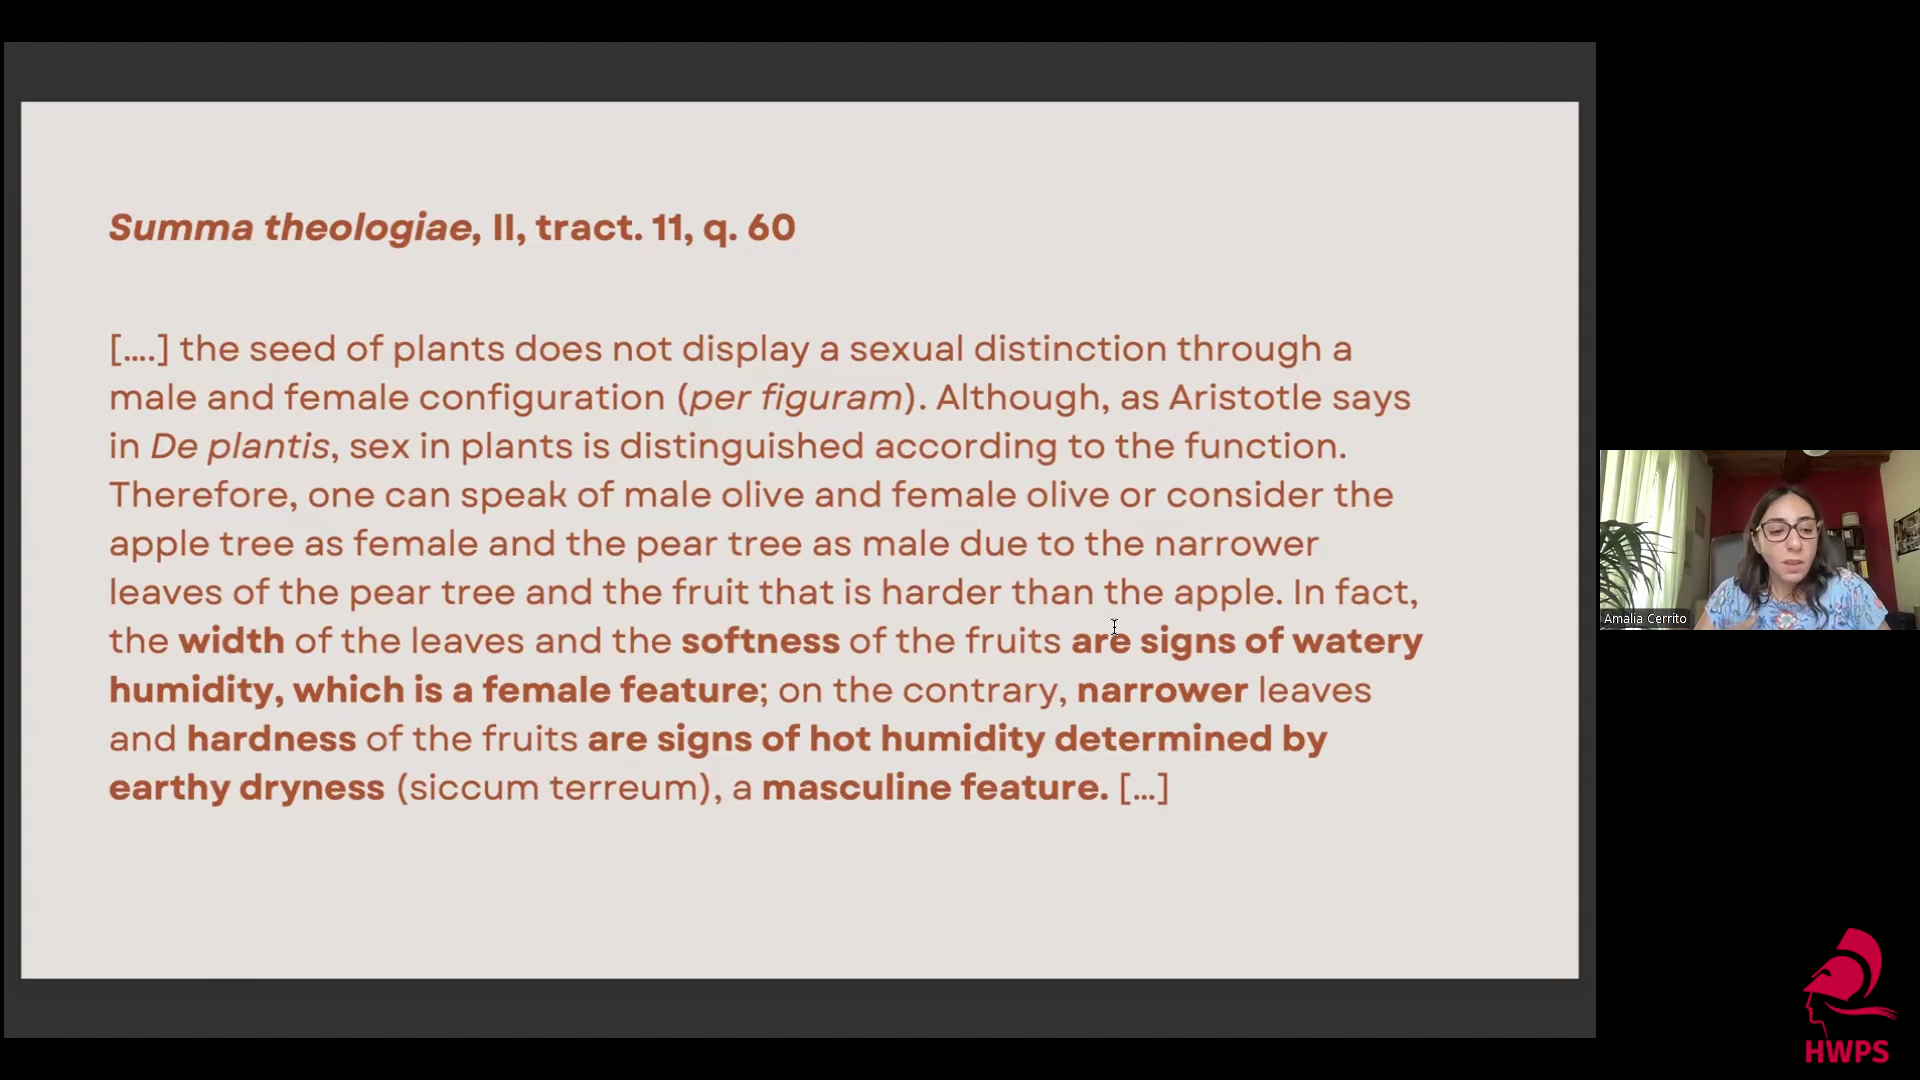 Summa theologiae, II, tract. 11, q. 60
[....] the seed of plants does not display a sexual distinction through a
male and female configuration (per figuram). Although, as Aristotle says
in De plantis, sex in plants is distinguished according to the function.
Therefore, one can speak of male olive and female olive or consider the
apple tree as female and the pear tree as male due to the narrower
leaves of the pear tree and the fruit that is harder than the apple. In fact,
the width of the leaves and the softness of the fruits are signs of watery
humidity, which is a female feature; on the contrary, narrower leaves
and hardness of the fruits are signs of hot humidity determined by
earthy dryness (siccum terreum), a masculine feature. [...]
Amalia Cerrito
HWPS